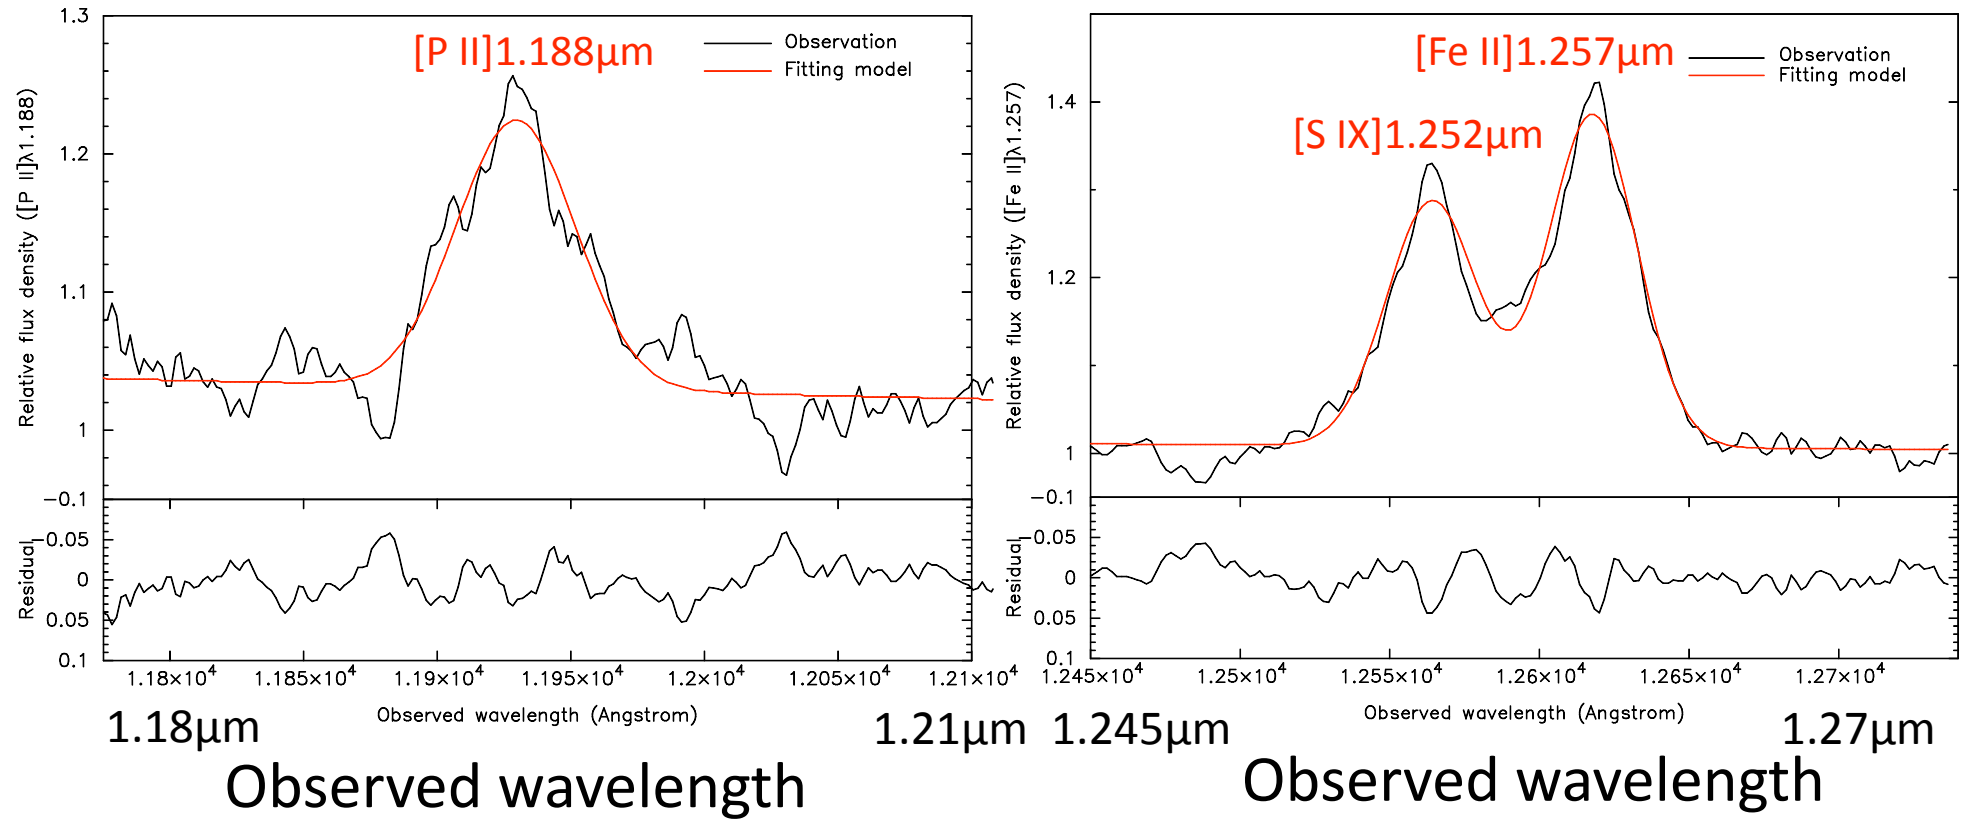 1.3
[P II]1.188μm
Observation
Fitting model
1.2
1.1
1
Relative flux density ([P II]λ1.188)
−0.1
−0.05
0
0.05
0.1
Residual
1.18×10⁴ 1.185×10⁴ 1.19×10⁴ 1.195×10⁴ 1.2×10⁴ 1.205×10⁴ 1.21×10⁴
Observed wavelength (Angstrom)
1.18μm 1.21μm
Observed wavelength
[Fe II]1.257μm
Observation
Fitting model
[S IX]1.252μm
1.4
1.2
1
Relative flux density ([Fe II]λ1.257)
−0.1
−0.05
0
0.05
0.1
Residual
1.245×10⁴ 1.25×10⁴ 1.255×10⁴ 1.26×10⁴ 1.265×10⁴ 1.27×10⁴
Observed wavelength (Angstrom)
1.245μm 1.27μm
Observed wavelength